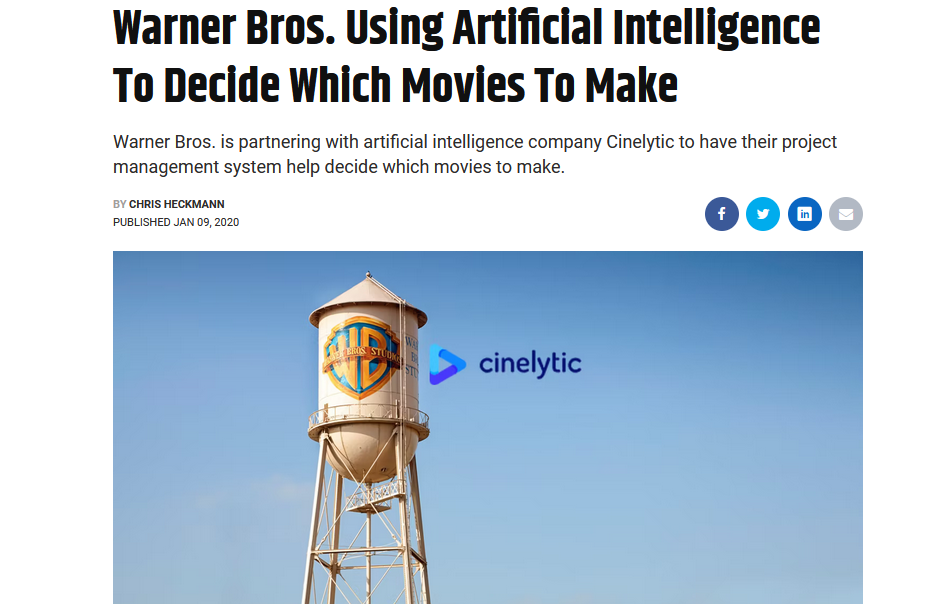 Warner Bros. Using Artificial Intelligence
To Decide Which Movies To Make
Warner Bros. is partnering with artificial intelligence company Cinelytic to have their project
management system help decide which movies to make.
BY CHRIS HECKMANN
PUBLISHED JAN 09, 2020
WB
STUDIO
cinelytic